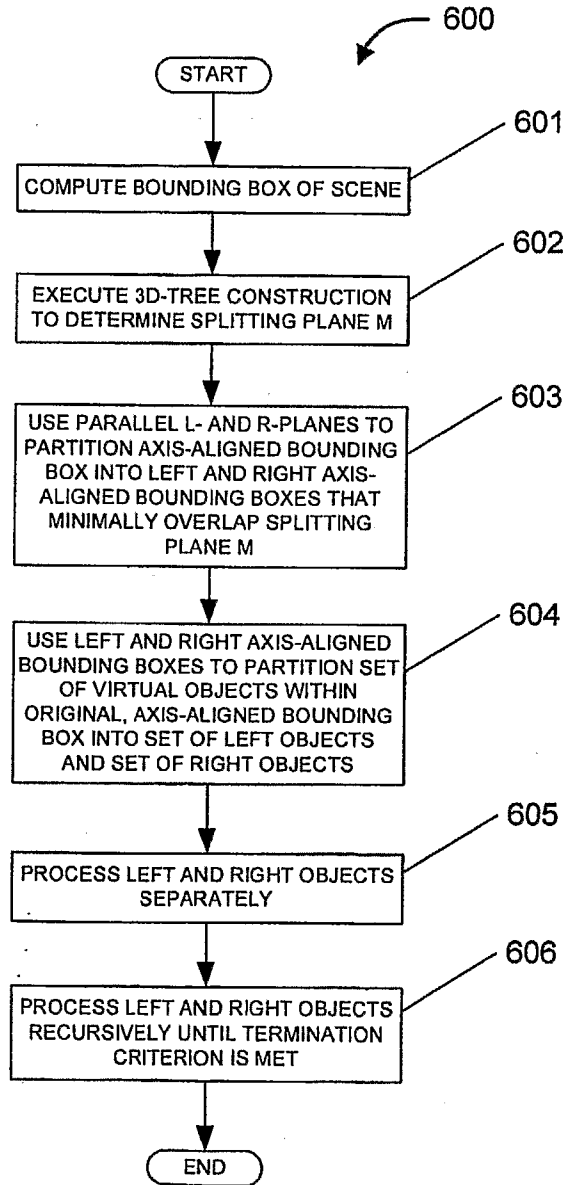 600
START
601
COMPUTE BOUNDING BOX OF SCENE
602
EXECUTE 3D-TREE CONSTRUCTION
TO DETERMINE SPLITTING PLANE M
603
USE PARALLEL L- AND R-PLANES TO
PARTITION AXIS-ALIGNED BOUNDING
BOX INTO LEFT AND RIGHT AXIS-
ALIGNED BOUNDING BOXES THAT
MINIMALLY OVERLAP SPLITTING
PLANE M
604
USE LEFT AND RIGHT AXIS-ALIGNED
BOUNDING BOXES TO PARTITION SET
OF VIRTUAL OBJECTS WITHIN
ORIGINAL, AXIS-ALIGNED BOUNDING
BOX INTO SET OF LEFT OBJECTS
AND SET OF RIGHT OBJECTS
605
PROCESS LEFT AND RIGHT OBJECTS
SEPARATELY
606
PROCESS LEFT AND RIGHT OBJECTS
RECURSIVELY UNTIL TERMINATION
CRITERION IS MET
END